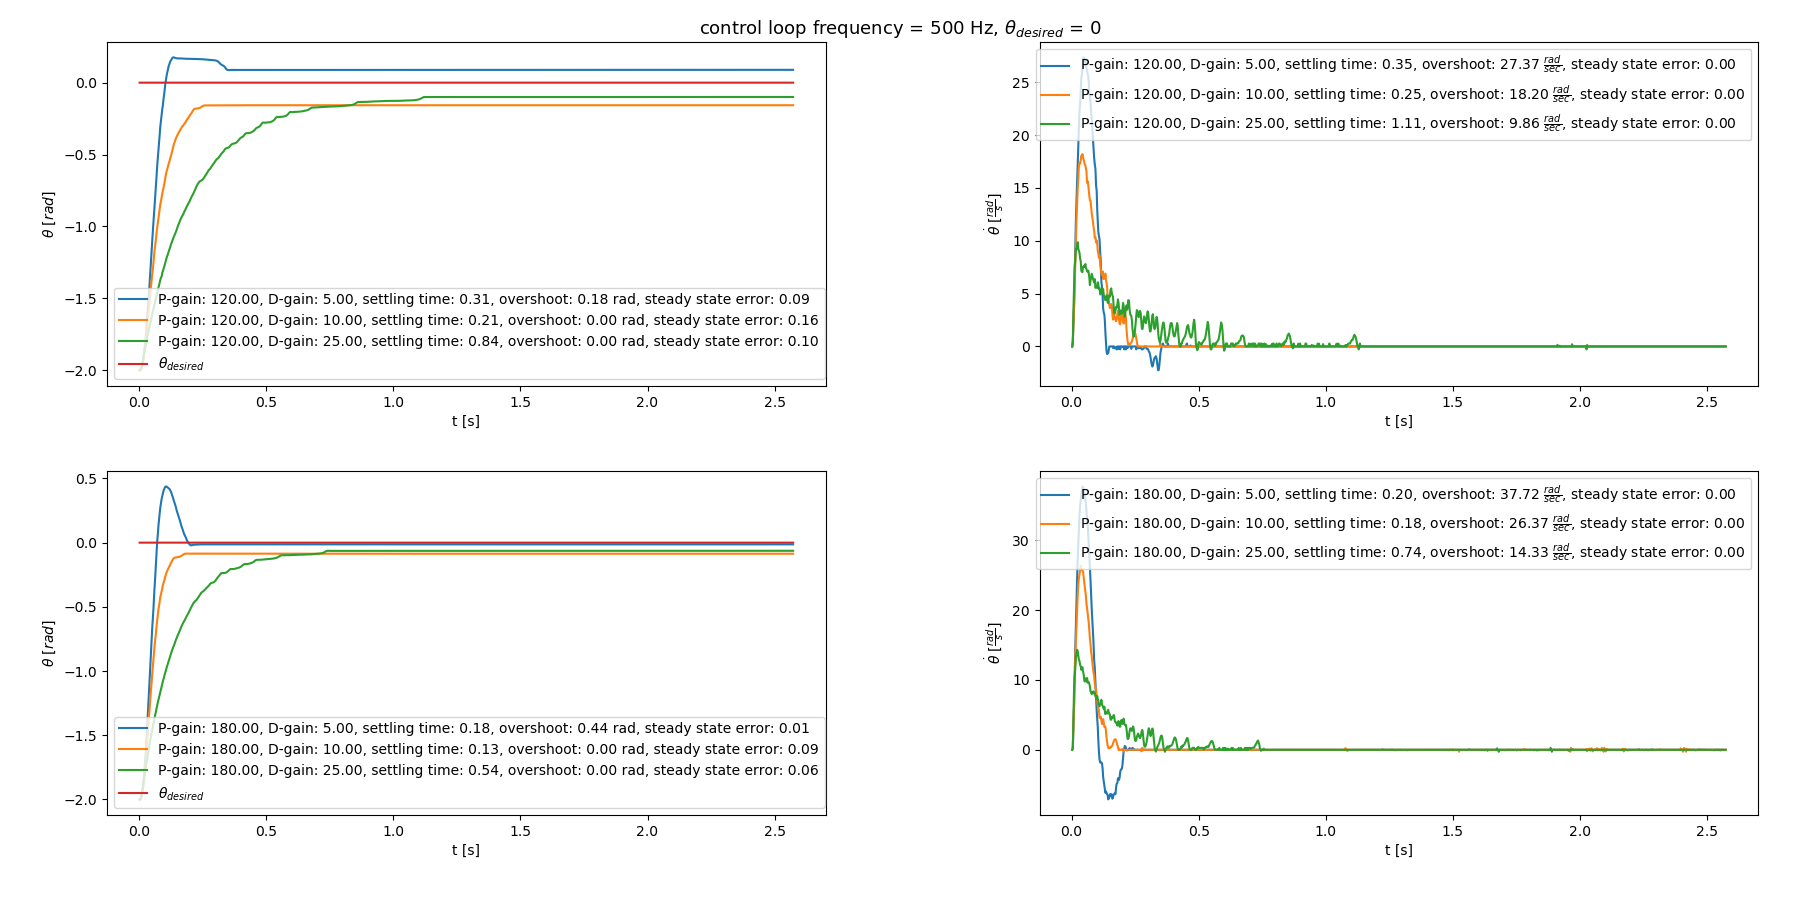 control loop frequency = 500 Hz, θ_desired = 0
0.0
−0.5
−1.0
−1.5
−2.0
θ [rad]
P-gain: 120.00, D-gain: 5.00, settling time: 0.31, overshoot: 0.18 rad, steady state error: 0.09
P-gain: 120.00, D-gain: 10.00, settling time: 0.21, overshoot: 0.00 rad, steady state error: 0.16
P-gain: 120.00, D-gain: 25.00, settling time: 0.84, overshoot: 0.00 rad, steady state error: 0.10
θ_desired
0.0 0.5 1.0 1.5 2.0 2.5
t [s]
25
20
15
10
5
0
θ̇ [rad/s]
P-gain: 120.00, D-gain: 5.00, settling time: 0.35, overshoot: 27.37 rad/sec, steady state error: 0.00
P-gain: 120.00, D-gain: 10.00, settling time: 0.25, overshoot: 18.20 rad/sec, steady state error: 0.00
P-gain: 120.00, D-gain: 25.00, settling time: 1.11, overshoot: 9.86 rad/sec, steady state error: 0.00
0.0 0.5 1.0 1.5 2.0 2.5
t [s]
0.5
0.0
−0.5
−1.0
−1.5
−2.0
θ [rad]
P-gain: 180.00, D-gain: 5.00, settling time: 0.18, overshoot: 0.44 rad, steady state error: 0.01
P-gain: 180.00, D-gain: 10.00, settling time: 0.13, overshoot: 0.00 rad, steady state error: 0.09
P-gain: 180.00, D-gain: 25.00, settling time: 0.54, overshoot: 0.00 rad, steady state error: 0.06
θ_desired
0.0 0.5 1.0 1.5 2.0 2.5
t [s]
30
20
10
0
θ̇ [rad/s]
P-gain: 180.00, D-gain: 5.00, settling time: 0.20, overshoot: 37.72 rad/sec, steady state error: 0.00
P-gain: 180.00, D-gain: 10.00, settling time: 0.18, overshoot: 26.37 rad/sec, steady state error: 0.00
P-gain: 180.00, D-gain: 25.00, settling time: 0.74, overshoot: 14.33 rad/sec, steady state error: 0.00
0.0 0.5 1.0 1.5 2.0 2.5
t [s]